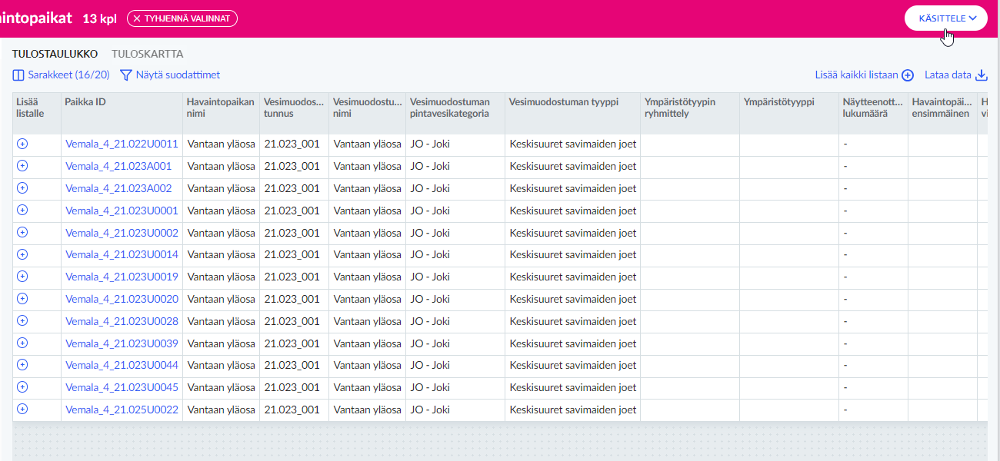 intopaikat 13 kpl TYHJENNÄ VALINNAT KÄSITTELE
TULOSTAULUKKO TULOSKARTTA
Sarakkeet (16/20) Näytä suodattimet Lisää kaikki listaan Lataa data
Lisää listalle Paikka ID Havaintopaikan nimi Vesimuodos... tunnus Vesimuodostu... nimi Vesimuodostuman pintavesikategoria Vesimuodostuman tyyppi Ympäristötyypin ryhmittely Ympäristötyyppi Näytteenott... lukumäärä Havaintopäi... ensimmäinen H vi
Vemala_4_21.022U0011 Vantaan yläosa 21.023_001 Vantaan yläosa JO - Joki Keskisuuret savimaiden joet -
Vemala_4_21.023A001 Vantaan yläosa 21.023_001 Vantaan yläosa JO - Joki Keskisuuret savimaiden joet -
Vemala_4_21.023A002 Vantaan yläosa 21.023_001 Vantaan yläosa JO - Joki Keskisuuret savimaiden joet -
Vemala_4_21.023U0001 Vantaan yläosa 21.023_001 Vantaan yläosa JO - Joki Keskisuuret savimaiden joet -
Vemala_4_21.023U0002 Vantaan yläosa 21.023_001 Vantaan yläosa JO - Joki Keskisuuret savimaiden joet -
Vemala_4_21.023U0014 Vantaan yläosa 21.023_001 Vantaan yläosa JO - Joki Keskisuuret savimaiden joet -
Vemala_4_21.023U0019 Vantaan yläosa 21.023_001 Vantaan yläosa JO - Joki Keskisuuret savimaiden joet -
Vemala_4_21.023U0020 Vantaan yläosa 21.023_001 Vantaan yläosa JO - Joki Keskisuuret savimaiden joet -
Vemala_4_21.023U0028 Vantaan yläosa 21.023_001 Vantaan yläosa JO - Joki Keskisuuret savimaiden joet -
Vemala_4_21.023U0039 Vantaan yläosa 21.023_001 Vantaan yläosa JO - Joki Keskisuuret savimaiden joet -
Vemala_4_21.023U0044 Vantaan yläosa 21.023_001 Vantaan yläosa JO - Joki Keskisuuret savimaiden joet -
Vemala_4_21.023U0045 Vantaan yläosa 21.023_001 Vantaan yläosa JO - Joki Keskisuuret savimaiden joet -
Vemala_4_21.025U0022 Vantaan yläosa 21.023_001 Vantaan yläosa JO - Joki Keskisuuret savimaiden joet -